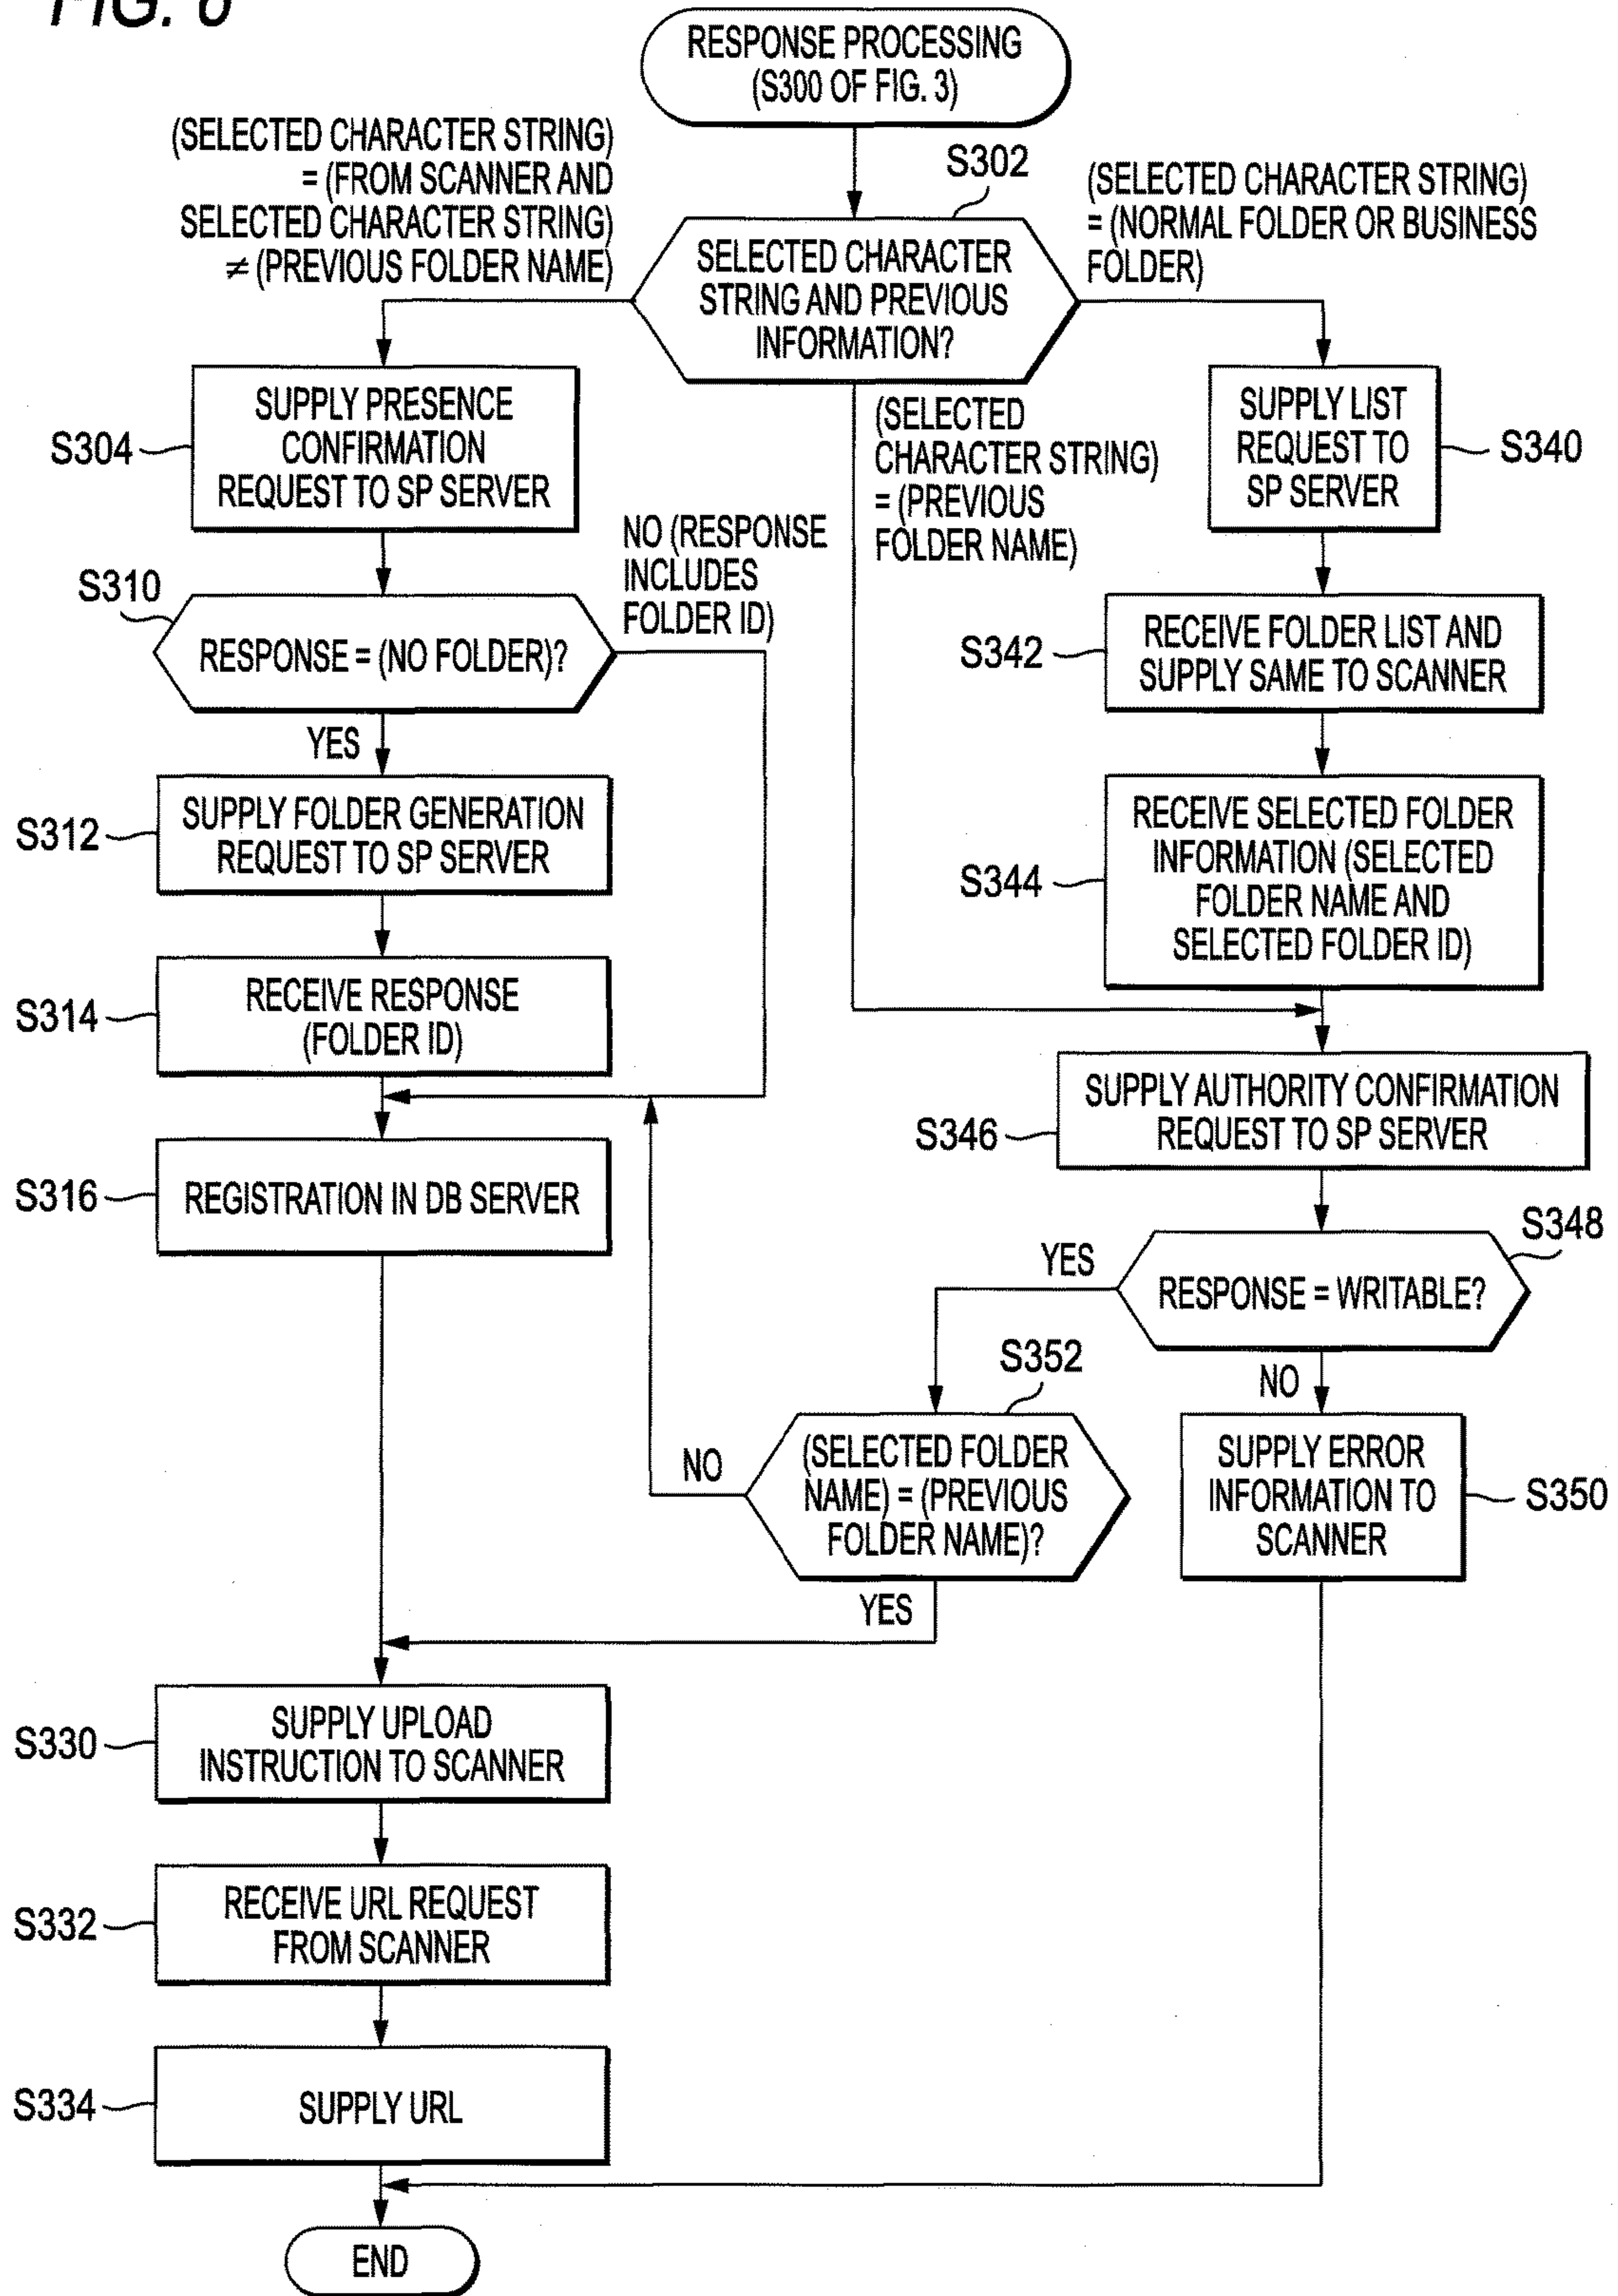 FIG. 6
RESPONSE PROCESSING
(S300 OF FIG. 3)
(SELECTED CHARACTER STRING)
= (FROM SCANNER AND
SELECTED CHARACTER STRING)
≠ (PREVIOUS FOLDER NAME)
S302
(SELECTED CHARACTER STRING)
= (NORMAL FOLDER OR BUSINESS
FOLDER)
SELECTED CHARACTER
STRING AND PREVIOUS
INFORMATION?
S304
SUPPLY PRESENCE
CONFIRMATION
REQUEST TO SP SERVER
(SELECTED
CHARACTER STRING)
= (PREVIOUS
FOLDER NAME)
SUPPLY LIST
REQUEST TO
SP SERVER
S340
NO (RESPONSE
INCLUDES
FOLDER ID)
S310
RESPONSE = (NO FOLDER)?
S342
RECEIVE FOLDER LIST AND
SUPPLY SAME TO SCANNER
YES
S312
SUPPLY FOLDER GENERATION
REQUEST TO SP SERVER
S344
RECEIVE SELECTED FOLDER
INFORMATION (SELECTED
FOLDER NAME AND
SELECTED FOLDER ID)
S314
RECEIVE RESPONSE
(FOLDER ID)
S346
SUPPLY AUTHORITY CONFIRMATION
REQUEST TO SP SERVER
S316
REGISTRATION IN DB SERVER
S348
YES
RESPONSE = WRITABLE?
S352
NO
NO
(SELECTED FOLDER
NAME) = (PREVIOUS
FOLDER NAME)?
SUPPLY ERROR
INFORMATION TO
SCANNER
S350
YES
S330
SUPPLY UPLOAD
INSTRUCTION TO SCANNER
S332
RECEIVE URL REQUEST
FROM SCANNER
S334
SUPPLY URL
END